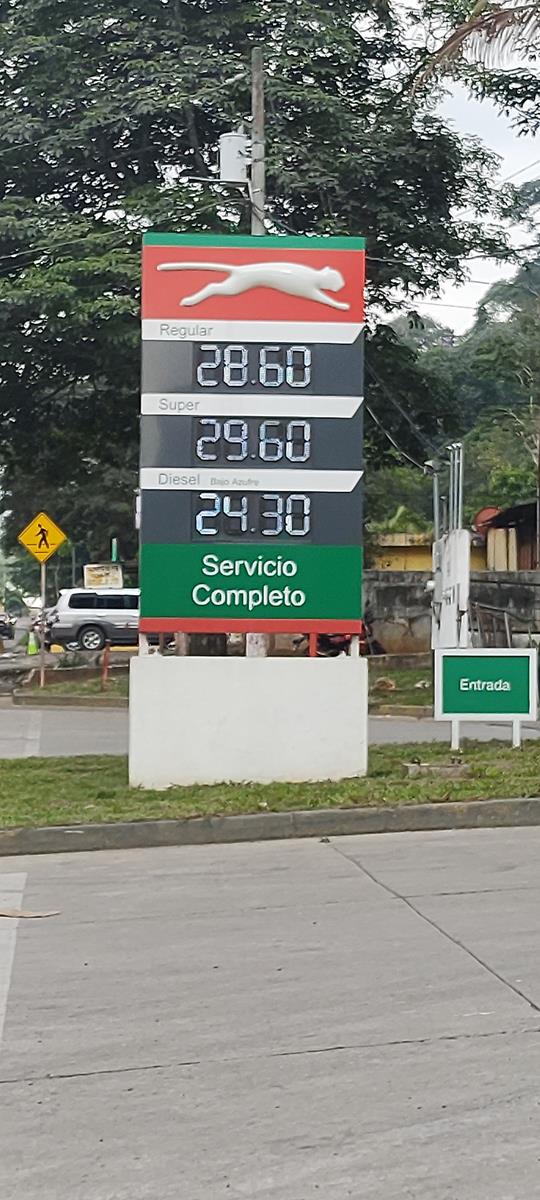 Regular
28.60
Super
29.60
Diesel Bajo Azufre
24.30
Servicio
Completo
Entrada